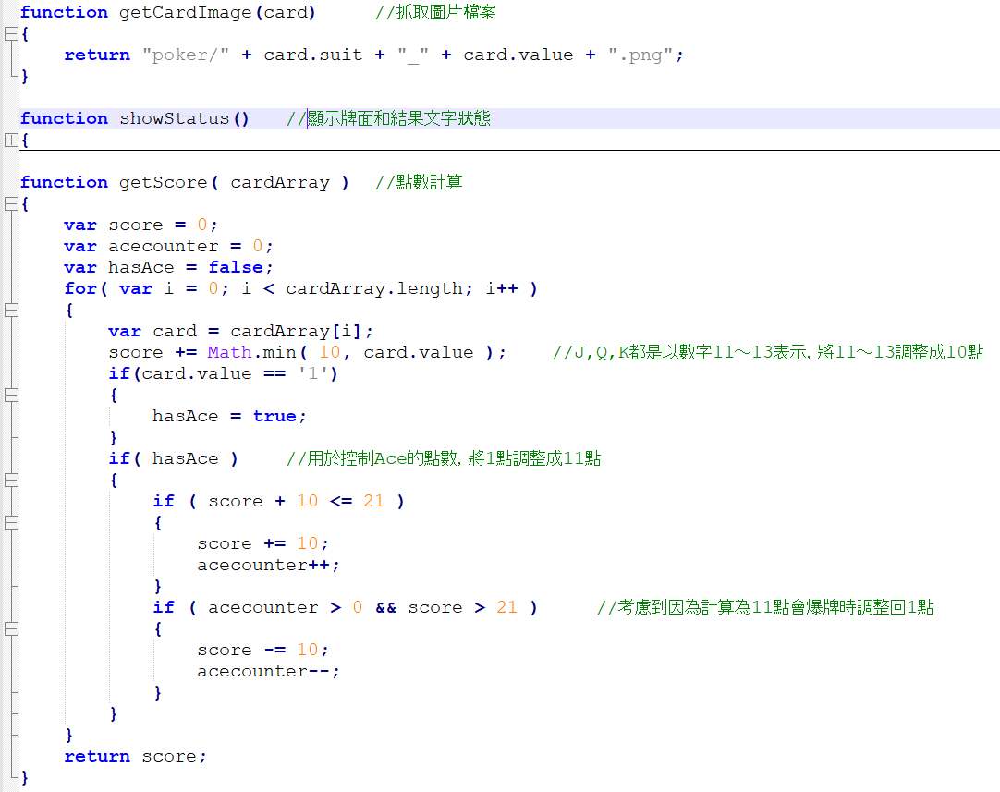 function getCardImage(card)      //抓取圖片檔案
{
    return "poker/" + card.suit + "_" + card.value + ".png";
}
function showStatus()   //顯示牌面和結果文字狀態
{
function getScore( cardArray )  //點數計算
{
    var score = 0;
    var acecounter = 0;
    var hasAce = false;
    for( var i = 0; i < cardArray.length; i++ )
    {
        var card = cardArray[i];
        score += Math.min( 10, card.value );    //J,Q,K都是以數字11～13表示, 將11～13調整成10點
        if(card.value == '1')
        {
            hasAce = true;
        }
        if( hasAce )    //用於控制Ace的點數, 將1點調整成11點
        {
            if ( score + 10 <= 21 )
            {
                score += 10;
                acecounter++;
            }
            if ( acecounter > 0 && score > 21 )     //考慮到因為計算為11點會爆牌時調整回1點
            {
                score -= 10;
                acecounter--;
            }
        }
    }
    return score;
}